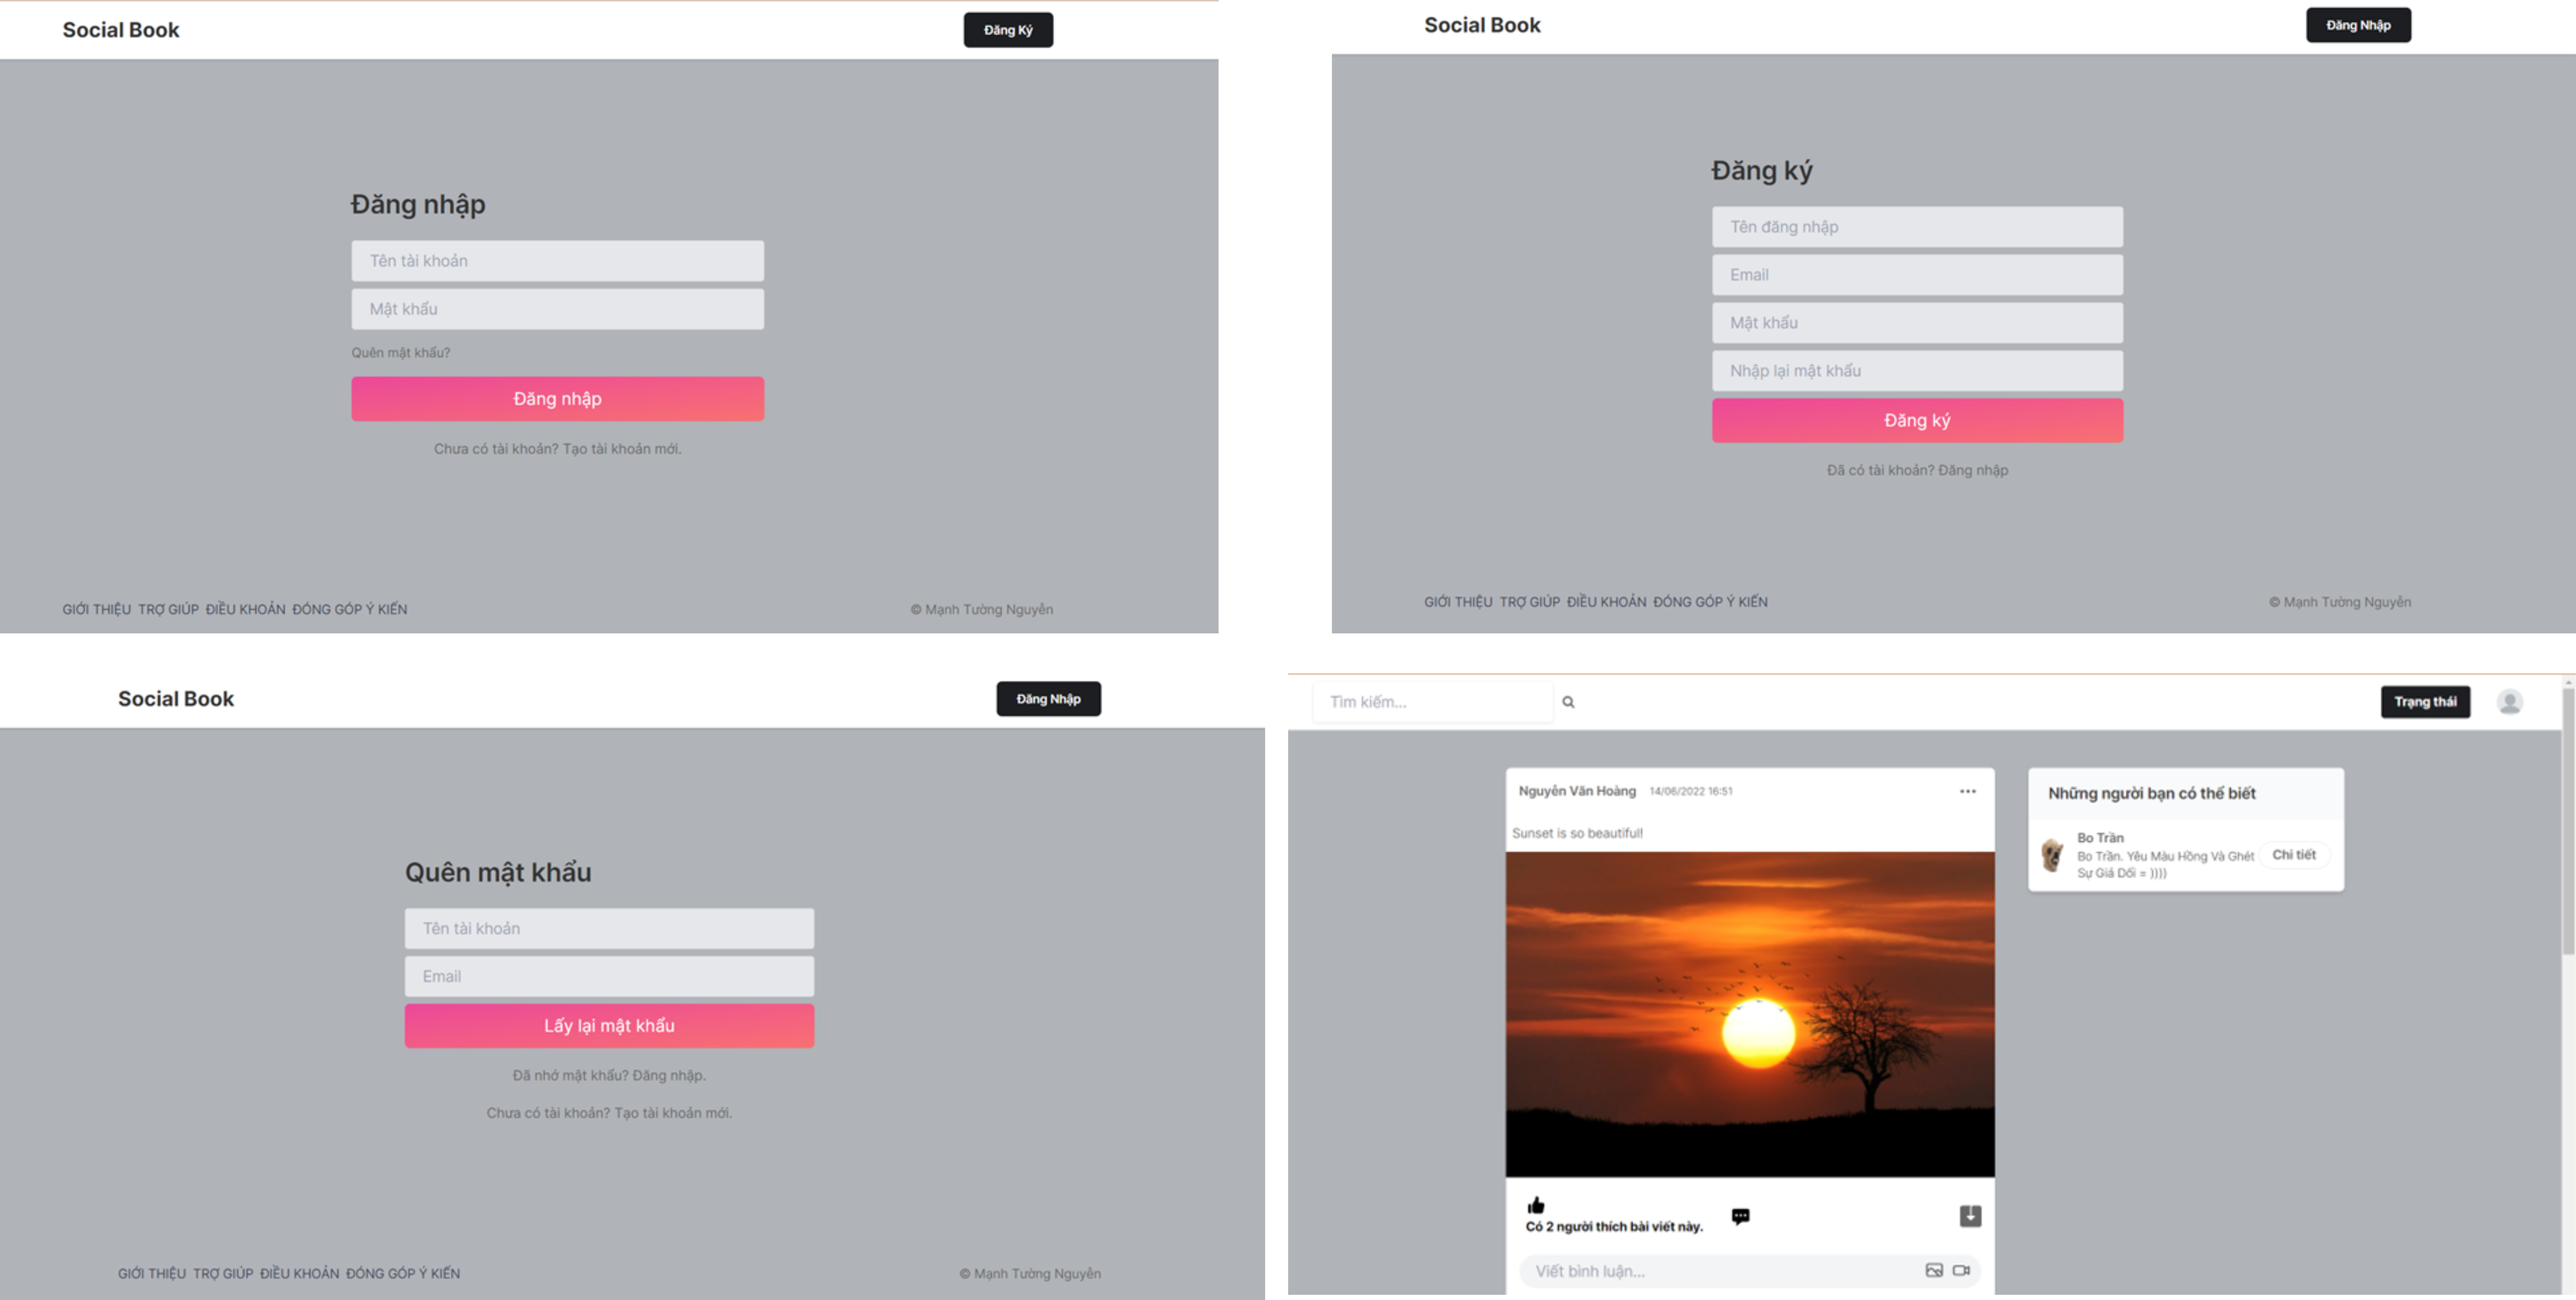 Social Book
Đăng Ký
Đăng nhập
Tên tài khoản
Mật khẩu
Quên mật khẩu?
Đăng nhập
Chưa có tài khoản? Tạo tài khoản mới.
GIỚI THIỆU TRỢ GIÚP ĐIỀU KHOẢN ĐÓNG GÓP Ý KIẾN
© Mạnh Tường Nguyễn
Social Book
Đăng Nhập
Đăng ký
Tên đăng nhập
Email
Mật khẩu
Nhập lại mật khẩu
Đăng ký
Đã có tài khoản? Đăng nhập
GIỚI THIỆU TRỢ GIÚP ĐIỀU KHOẢN ĐÓNG GÓP Ý KIẾN
© Mạnh Tường Nguyễn
Social Book
Đăng Nhập
Quên mật khẩu
Tên tài khoản
Email
Lấy lại mật khẩu
Đã nhớ mật khẩu? Đăng nhập.
Chưa có tài khoản? Tạo tài khoản mới.
GIỚI THIỆU TRỢ GIÚP ĐIỀU KHOẢN ĐÓNG GÓP Ý KIẾN
© Mạnh Tường Nguyễn
Tìm kiếm...
Trạng thái
Nguyễn Văn Hoàng 14/06/2022 16:51
Sunset is so beautiful!
Có 2 người thích bài viết này.
Viết bình luận...
Những người bạn có thể biết
Bo Trần
Bo Trần. Yêu Màu Hồng Và Ghét
Sự Giả Dối = ))))
Chi tiết